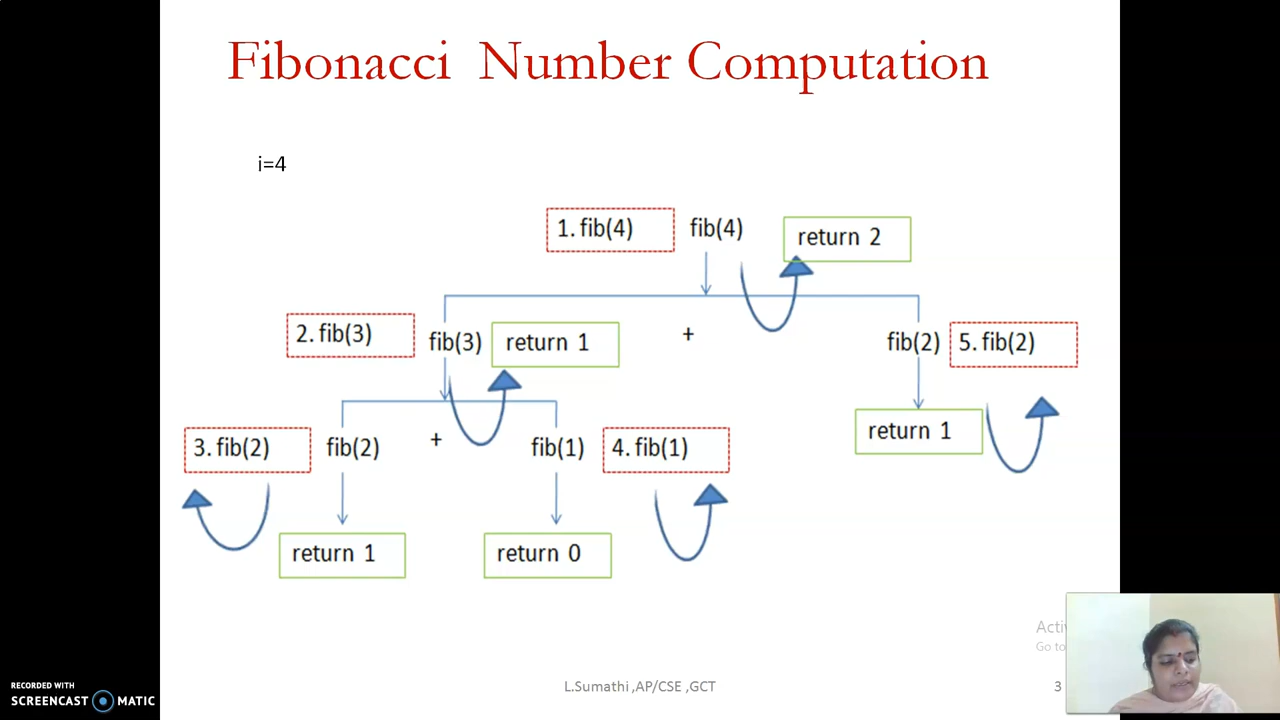 Fibonacci Number Computation
i=4
1. fib(4)
fib(4)
return 2
2. fib(3)
fib(3)
return 1
+
fib(2)
5. fib(2)
3. fib(2)
fib(2)
+
fib(1)
4. fib(1)
return 1
return 1
return 0
Go to
L.Sumathi ,AP/CSE ,GCT
3
RECORDED WITH
SCREENCAST MATIC